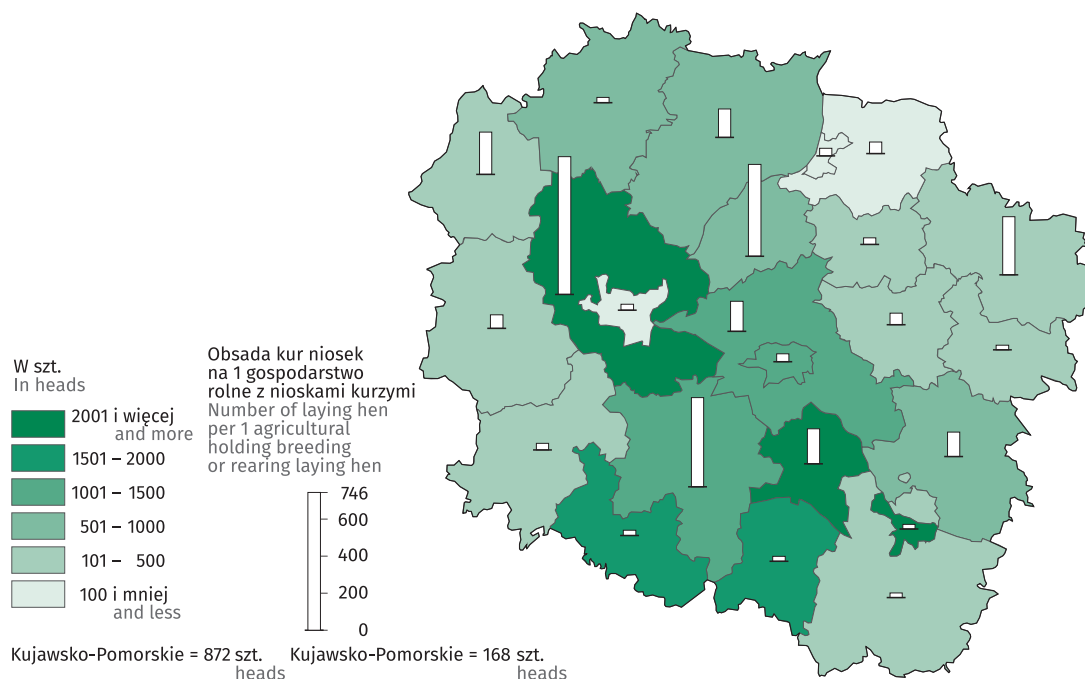 W szt.
In heads
2001 i więcej
and more
1501 – 2000
1001 – 1500
501 – 1000
101 – 500
100 i mniej
and less
Kujawsko-Pomorskie = 872 szt.
heads
Obsada kur niosek
na 1 gospodarstwo
rolne z nioskami kurzymi
Number of laying hen
per 1 agricultural
holding breeding
or rearing laying hen
746
600
400
200
0
Kujawsko-Pomorskie = 168 szt.
heads